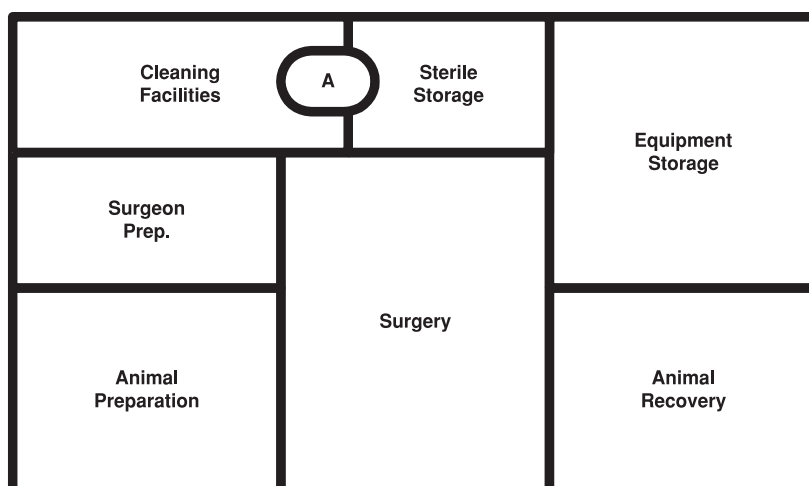 Cleaning
Facilities
A
Sterile
Storage
Equipment
Storage
Surgeon
Prep.
Surgery
Animal
Preparation
Animal
Recovery